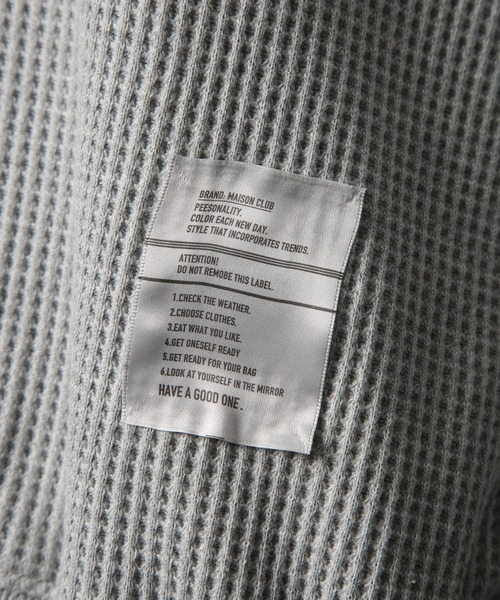 BRAND: MAISON CLUB
PEESONALITY.
COLOR EACH NEW DAY.
STYLE THAT INCORPORATES TRENDS.
ATTENTION!
DO NOT REMOBE THIS LABEL.
1.CHECK THE WEATHER.
2.CHOOSE CLOTHES.
3.EAT WHAT YOU LIKE.
4.GET ONESELF READY
5.GET READY FOR YOUR BAG
6.LOOK AT YOURSELF IN THE MIRROR
HAVE A GOOD ONE.